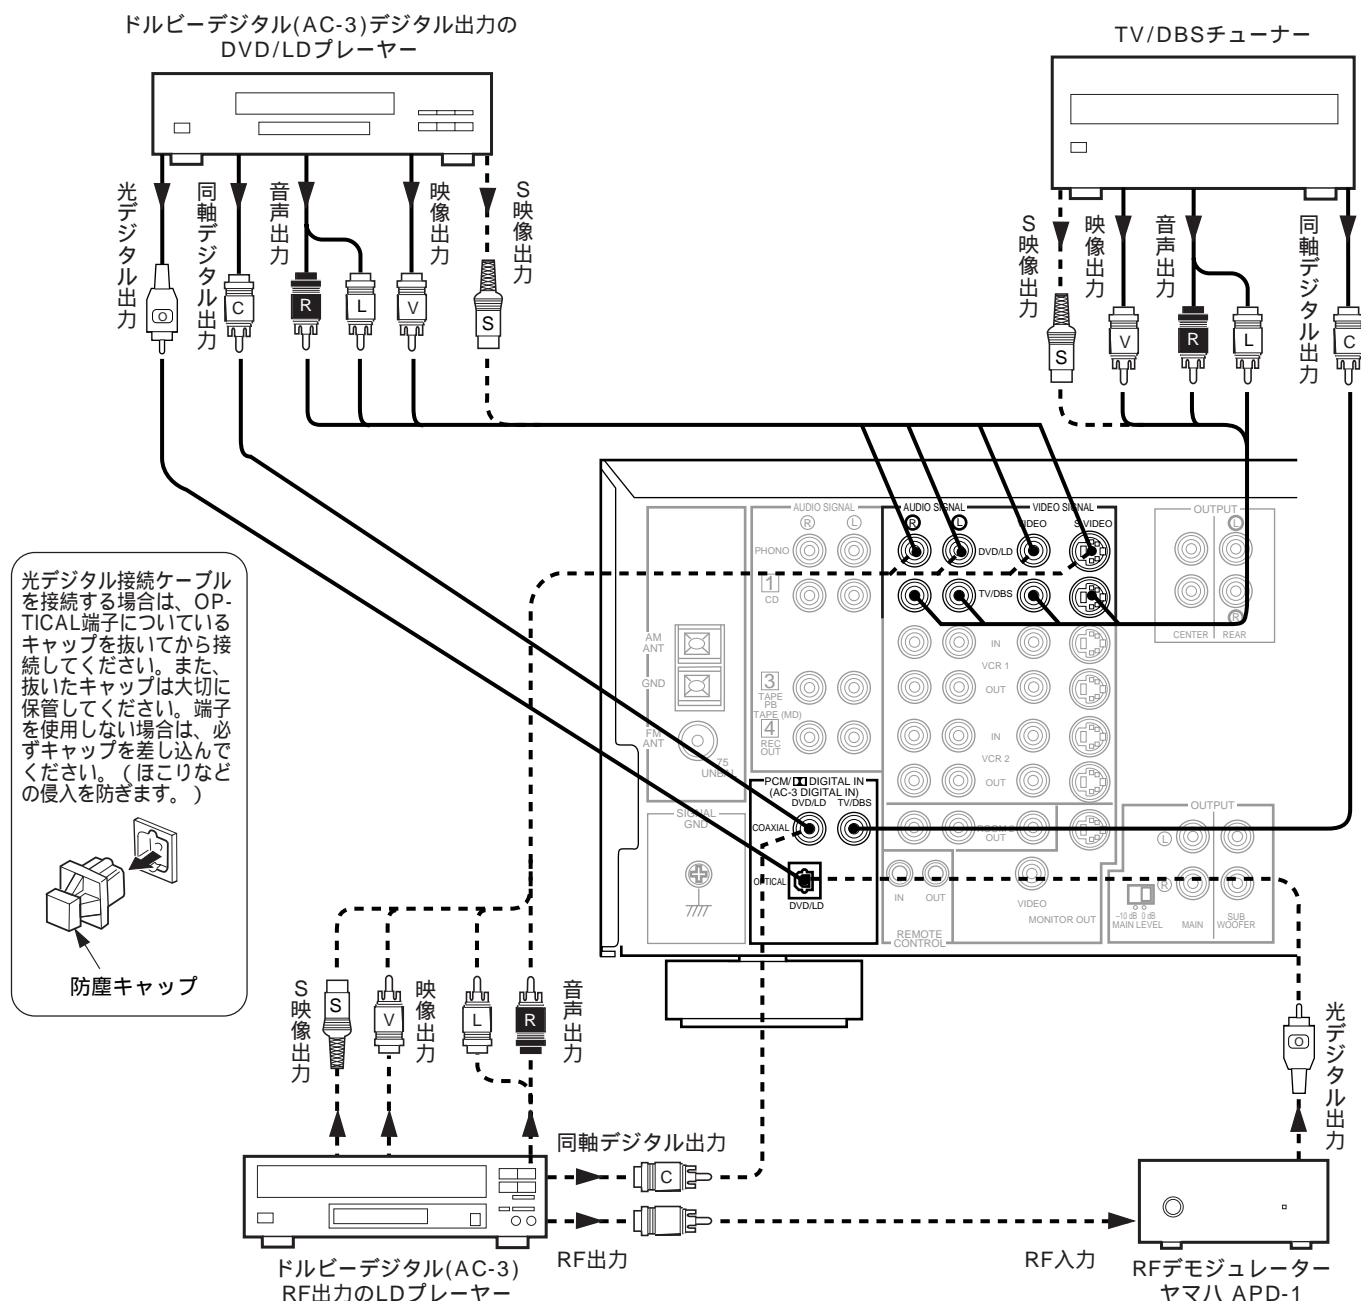 ドルビーデジタル(AC-3)デジタル出力の
DVD/LDプレーヤー
TV/DBSチューナー
光デジタル出力
同軸デジタル出力
音声出力
映像出力
S映像出力
O
C
R
L
V
S
S映像出力
映像出力
音声出力
同軸デジタル出力
S
V
R
L
C
光デジタル接続ケーブル
を接続する場合は、OP-
TICAL端子についている
キャップを抜いてから接
続してください。また、
抜いたキャップは大切に
保管してください。端子
を使用しない場合は、必
ずキャップを差し込んで
ください。（ほこりなど
の侵入を防ぎます。）
防塵キャップ
AM
ANT
GND
FM
ANT
75
UNBAL
SIGNAL
GND
AUDIO SIGNAL
R
L
PHONO
1
CD
3
TAPE
PB
TAPE (MD)
4
REC
OUT
AUDIO SIGNAL
VIDEO SIGNAL
R
L
VIDEO
S VIDEO
DVD/LD
TV/DBS
IN
VCR 1
OUT
IN
VCR 2
OUT
OUT
PCM/ DIGITAL IN
(AC-3 DIGITAL IN)
DVD/LD
TV/DBS
COAXIAL
OPTICAL
DVD/LD
IN
OUT
REMOTE
CONTROL
VIDEO
MONITOR OUT
OUTPUT
L
R
CENTER
REAR
OUTPUT
L
R
–10 dB 0 dB
MAIN LEVEL
MAIN
SUB
WOOFER
S映像出力
映像出力
音声出力
S
V
L
R
同軸デジタル出力
C
RF出力
RF入力
光デジタル出力
O
ドルビーデジタル(AC-3)
RF出力のLDプレーヤー
RFデモジュレーター
ヤマハ APD-1